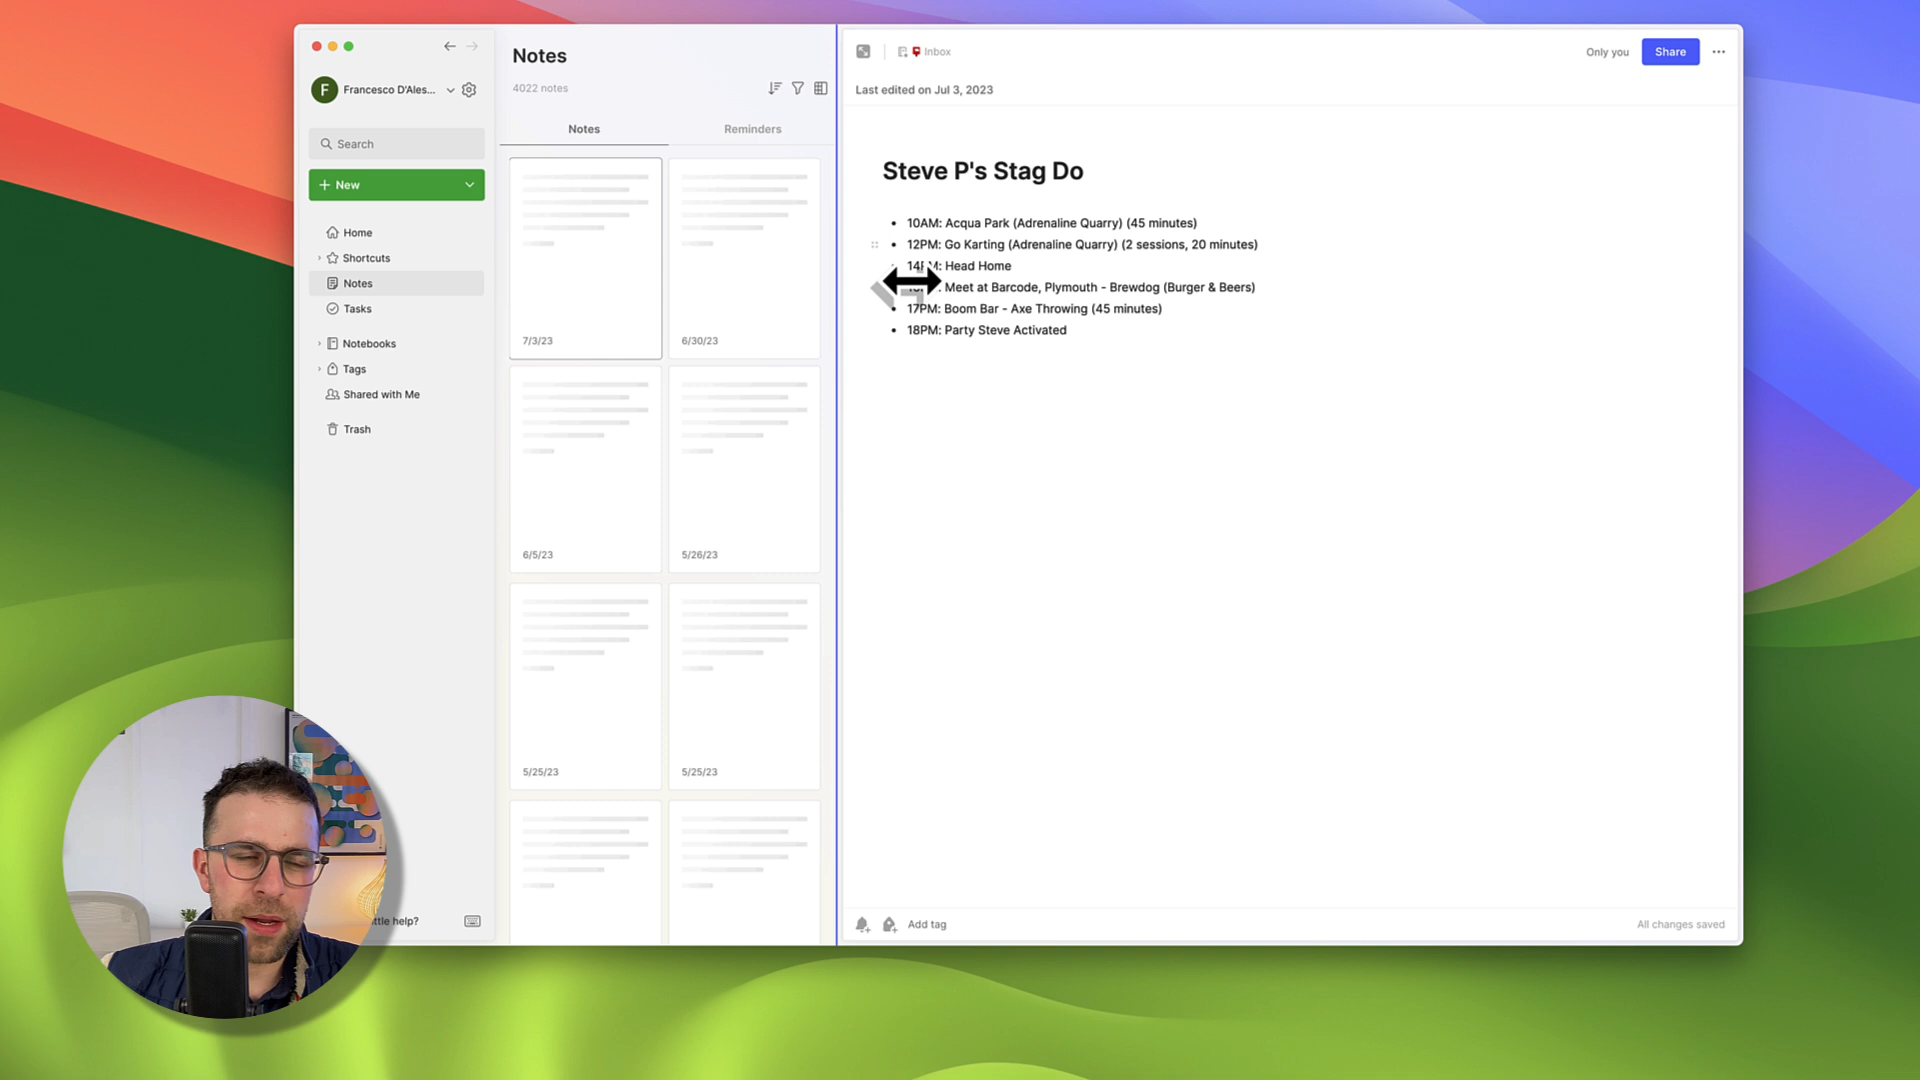 F
Francesco D'Ales...
Search
New
Home
Shortcuts
Notes
Tasks
Notebooks
Tags
Shared with Me
Trash
ttle help?
Notes
4022 notes
Notes
Reminders
7/3/23
6/30/23
6/5/23
5/26/23
5/25/23
5/25/23
Inbox
Only you
Share
Last edited on Jul 3, 2023
Steve P's Stag Do
• 10AM: Acqua Park (Adrenaline Quarry) (45 minutes)
• 12PM: Go Karting (Adrenaline Quarry) (2 sessions, 20 minutes)
14PM: Head Home
Meet at Barcode, Plymouth - Brewdog (Burger & Beers)
• 17PM: Boom Bar - Axe Throwing (45 minutes)
• 18PM: Party Steve Activated
Add tag
All changes saved